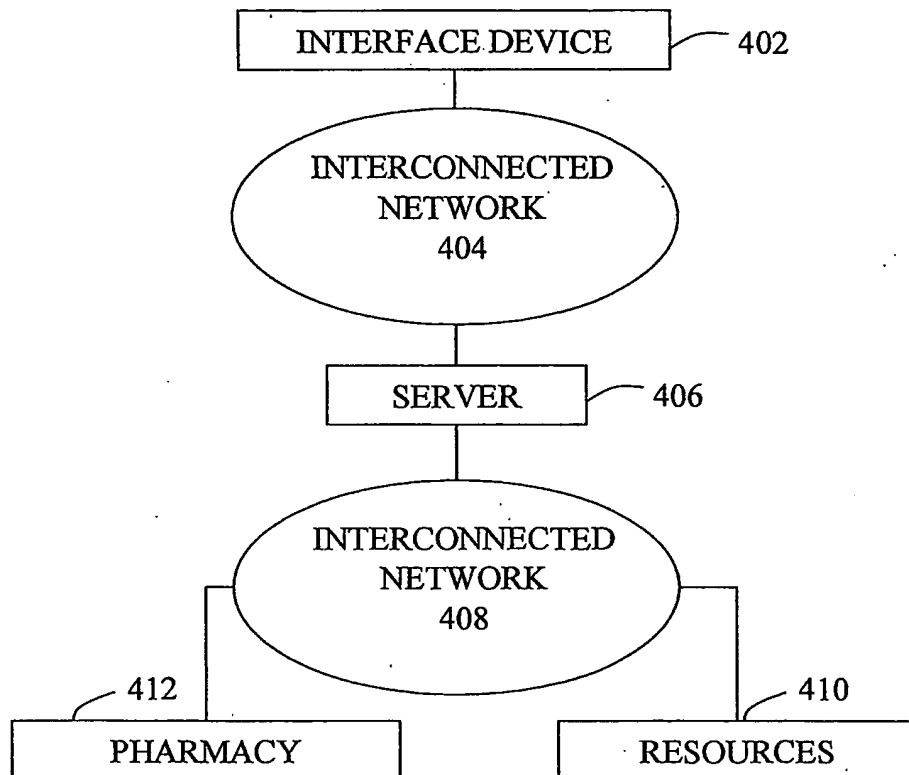 INTERFACE DEVICE
402
INTERCONNECTED
NETWORK
404
SERVER
406
INTERCONNECTED
NETWORK
408
412
410
PHARMACY
RESOURCES